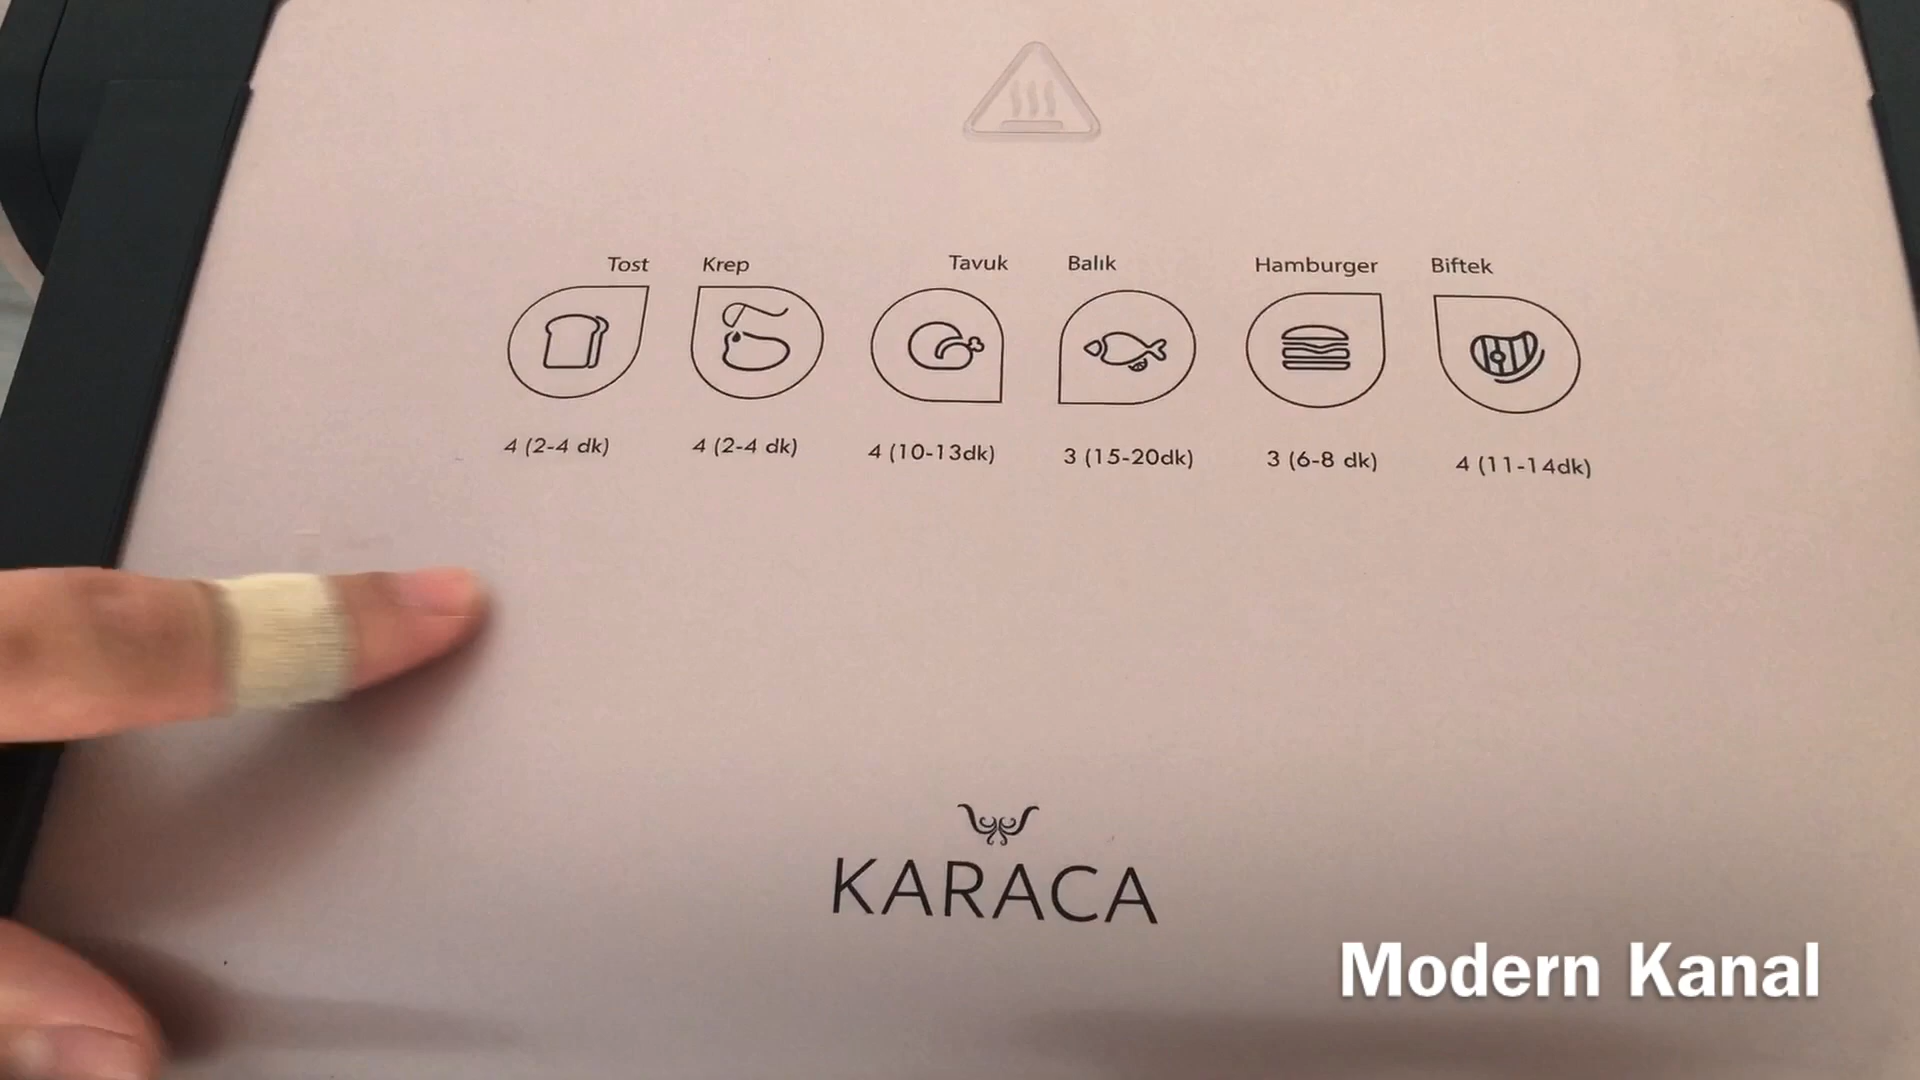 Tost Krep Tavuk Balık Hamburger Biftek
4 (2-4 dk) 4 (2-4 dk) 4 (10-13dk) 3 (15-20dk) 3 (6-8 dk) 4 (11-14dk)
KARACA
Modern Kanal